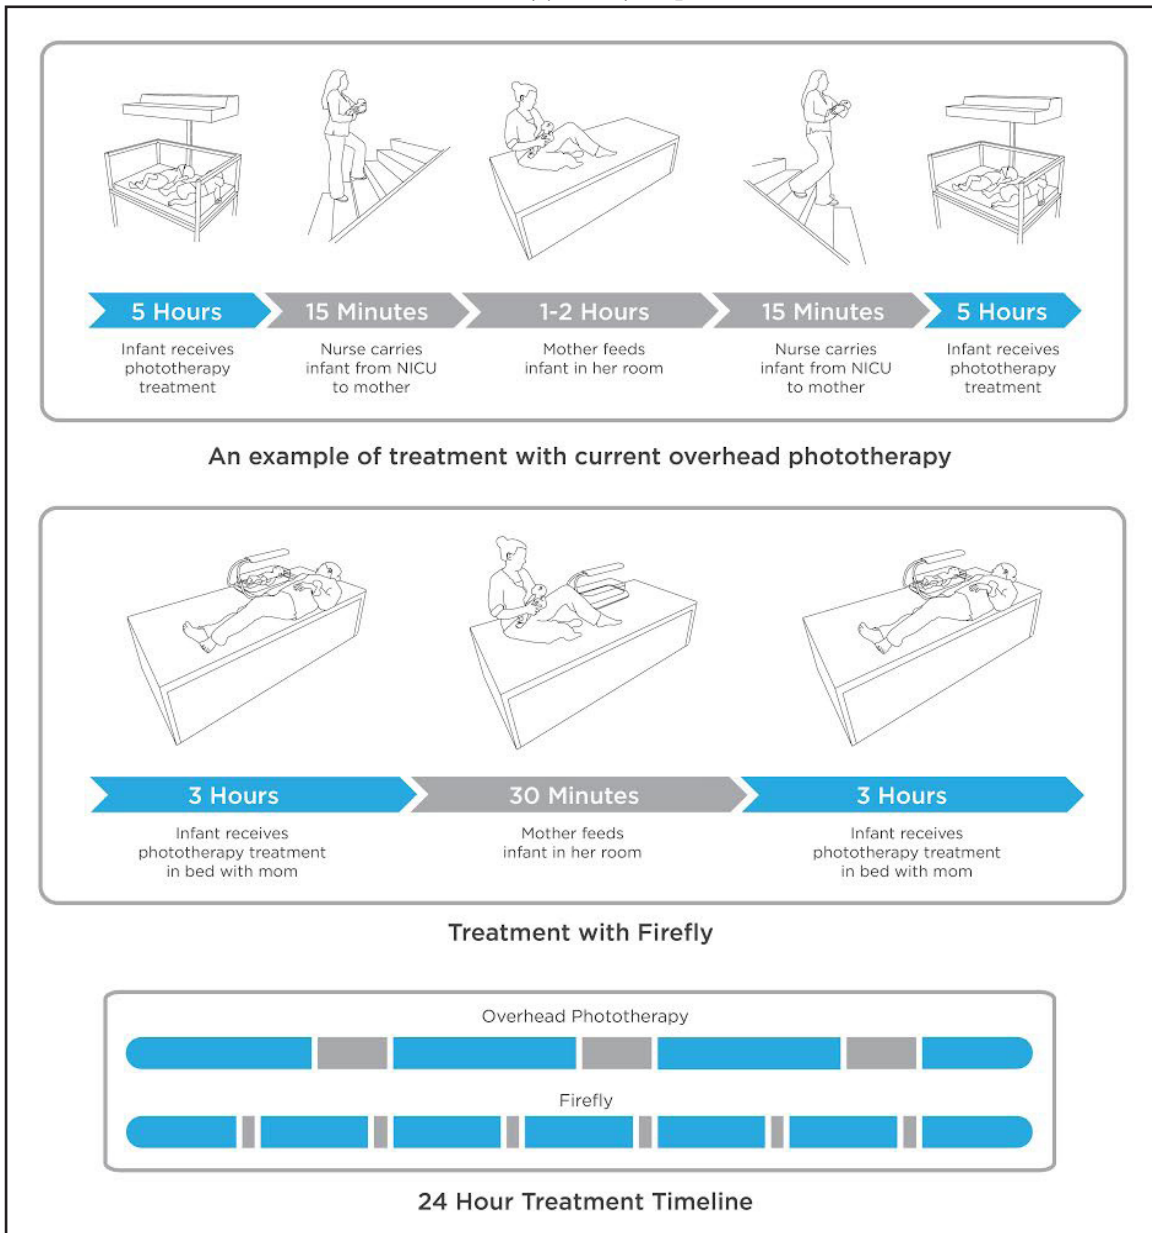 5 Hours
15 Minutes
1-2 Hours
15 Minutes
5 Hours
Infant receives
phototherapy
treatment
Nurse carries
infant from NICU
to mother
Mother feeds
infant in her room
Nurse carries
infant from NICU
to mother
Infant receives
phototherapy
treatment
An example of treatment with current overhead phototherapy
3 Hours
30 Minutes
3 Hours
Infant receives
phototherapy treatment
in bed with mom
Mother feeds
infant in her room
Infant receives
phototherapy treatment
in bed with mom
Treatment with Firefly
Overhead Phototherapy
Firefly
24 Hour Treatment Timeline